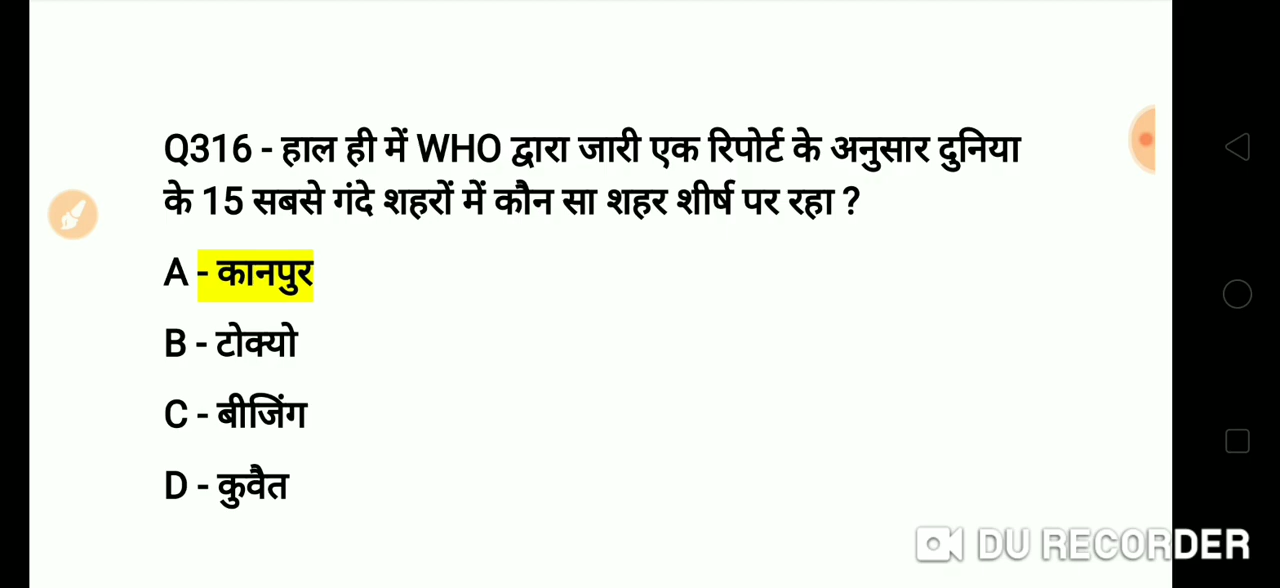 Q316 - हाल ही में WHO द्वारा जारी एक रिपोर्ट के अनुसार दुनिया
के 15 सबसे गंदे शहरों में कौन सा शहर शीर्ष पर रहा ?
A - कानपुर
B - टोक्यो
C - बीजिंग
D - कुवैत
DU RECORDER